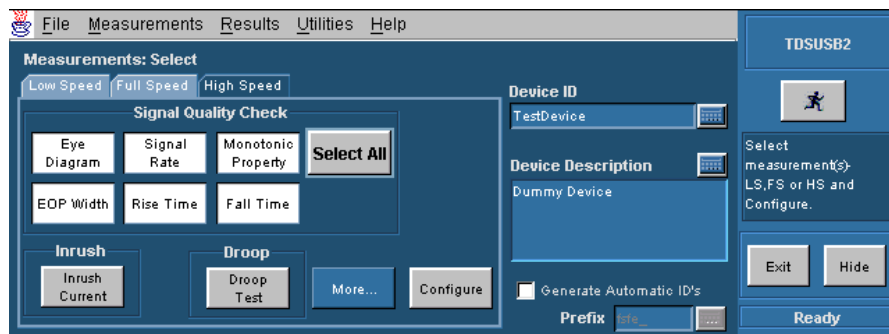 File Measurements Results Utilities Help
Measurements: Select
Low Speed Full Speed High Speed
Signal Quality Check
Eye Diagram
Signal Rate
Monotonic Property
Select All
EOP Width
Rise Time
Fall Time
Inrush
Inrush Current
Droop
Droop Test
More...
Configure
Device ID
TestDevice
Device Description
Dummy Device
Generate Automatic ID's
Prefix
...
TDSUSB2
Select
measurement(s)-
LS,FS or HS and
Configure.
Exit
Hide
Ready